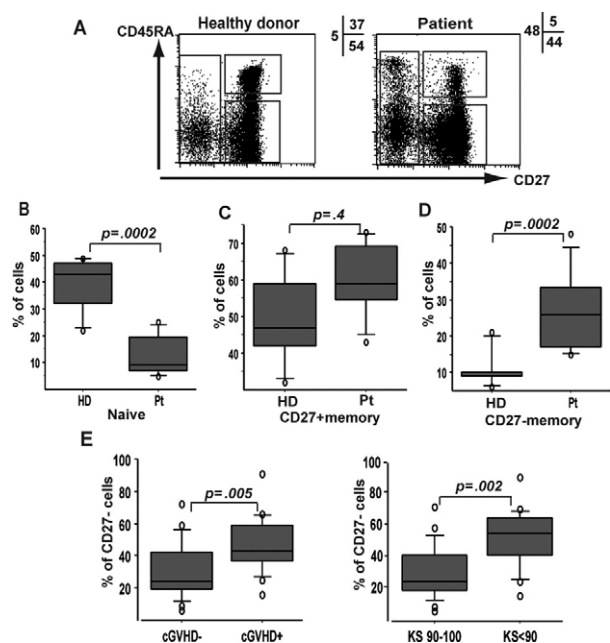 A
Healthy donor
Patient
CD45RA
5 37
54
48 5
44
CD27
B
C
D
p=.0002
p=.4
p=.0002
% of cells
60
50
40
30
20
10
HD Pt
Naive
% of cells
70
50
40
HD Pt
CD27+memory
% of cells
50
40
30
20
10
HD Pt
CD27-memory
E
p=.005
p=.002
% of CD27- cells
100
80
60
40
20
cGVHD- cGVHD+
% of CD27- cells
100
80
60
40
20
KS 90-100 KS<90